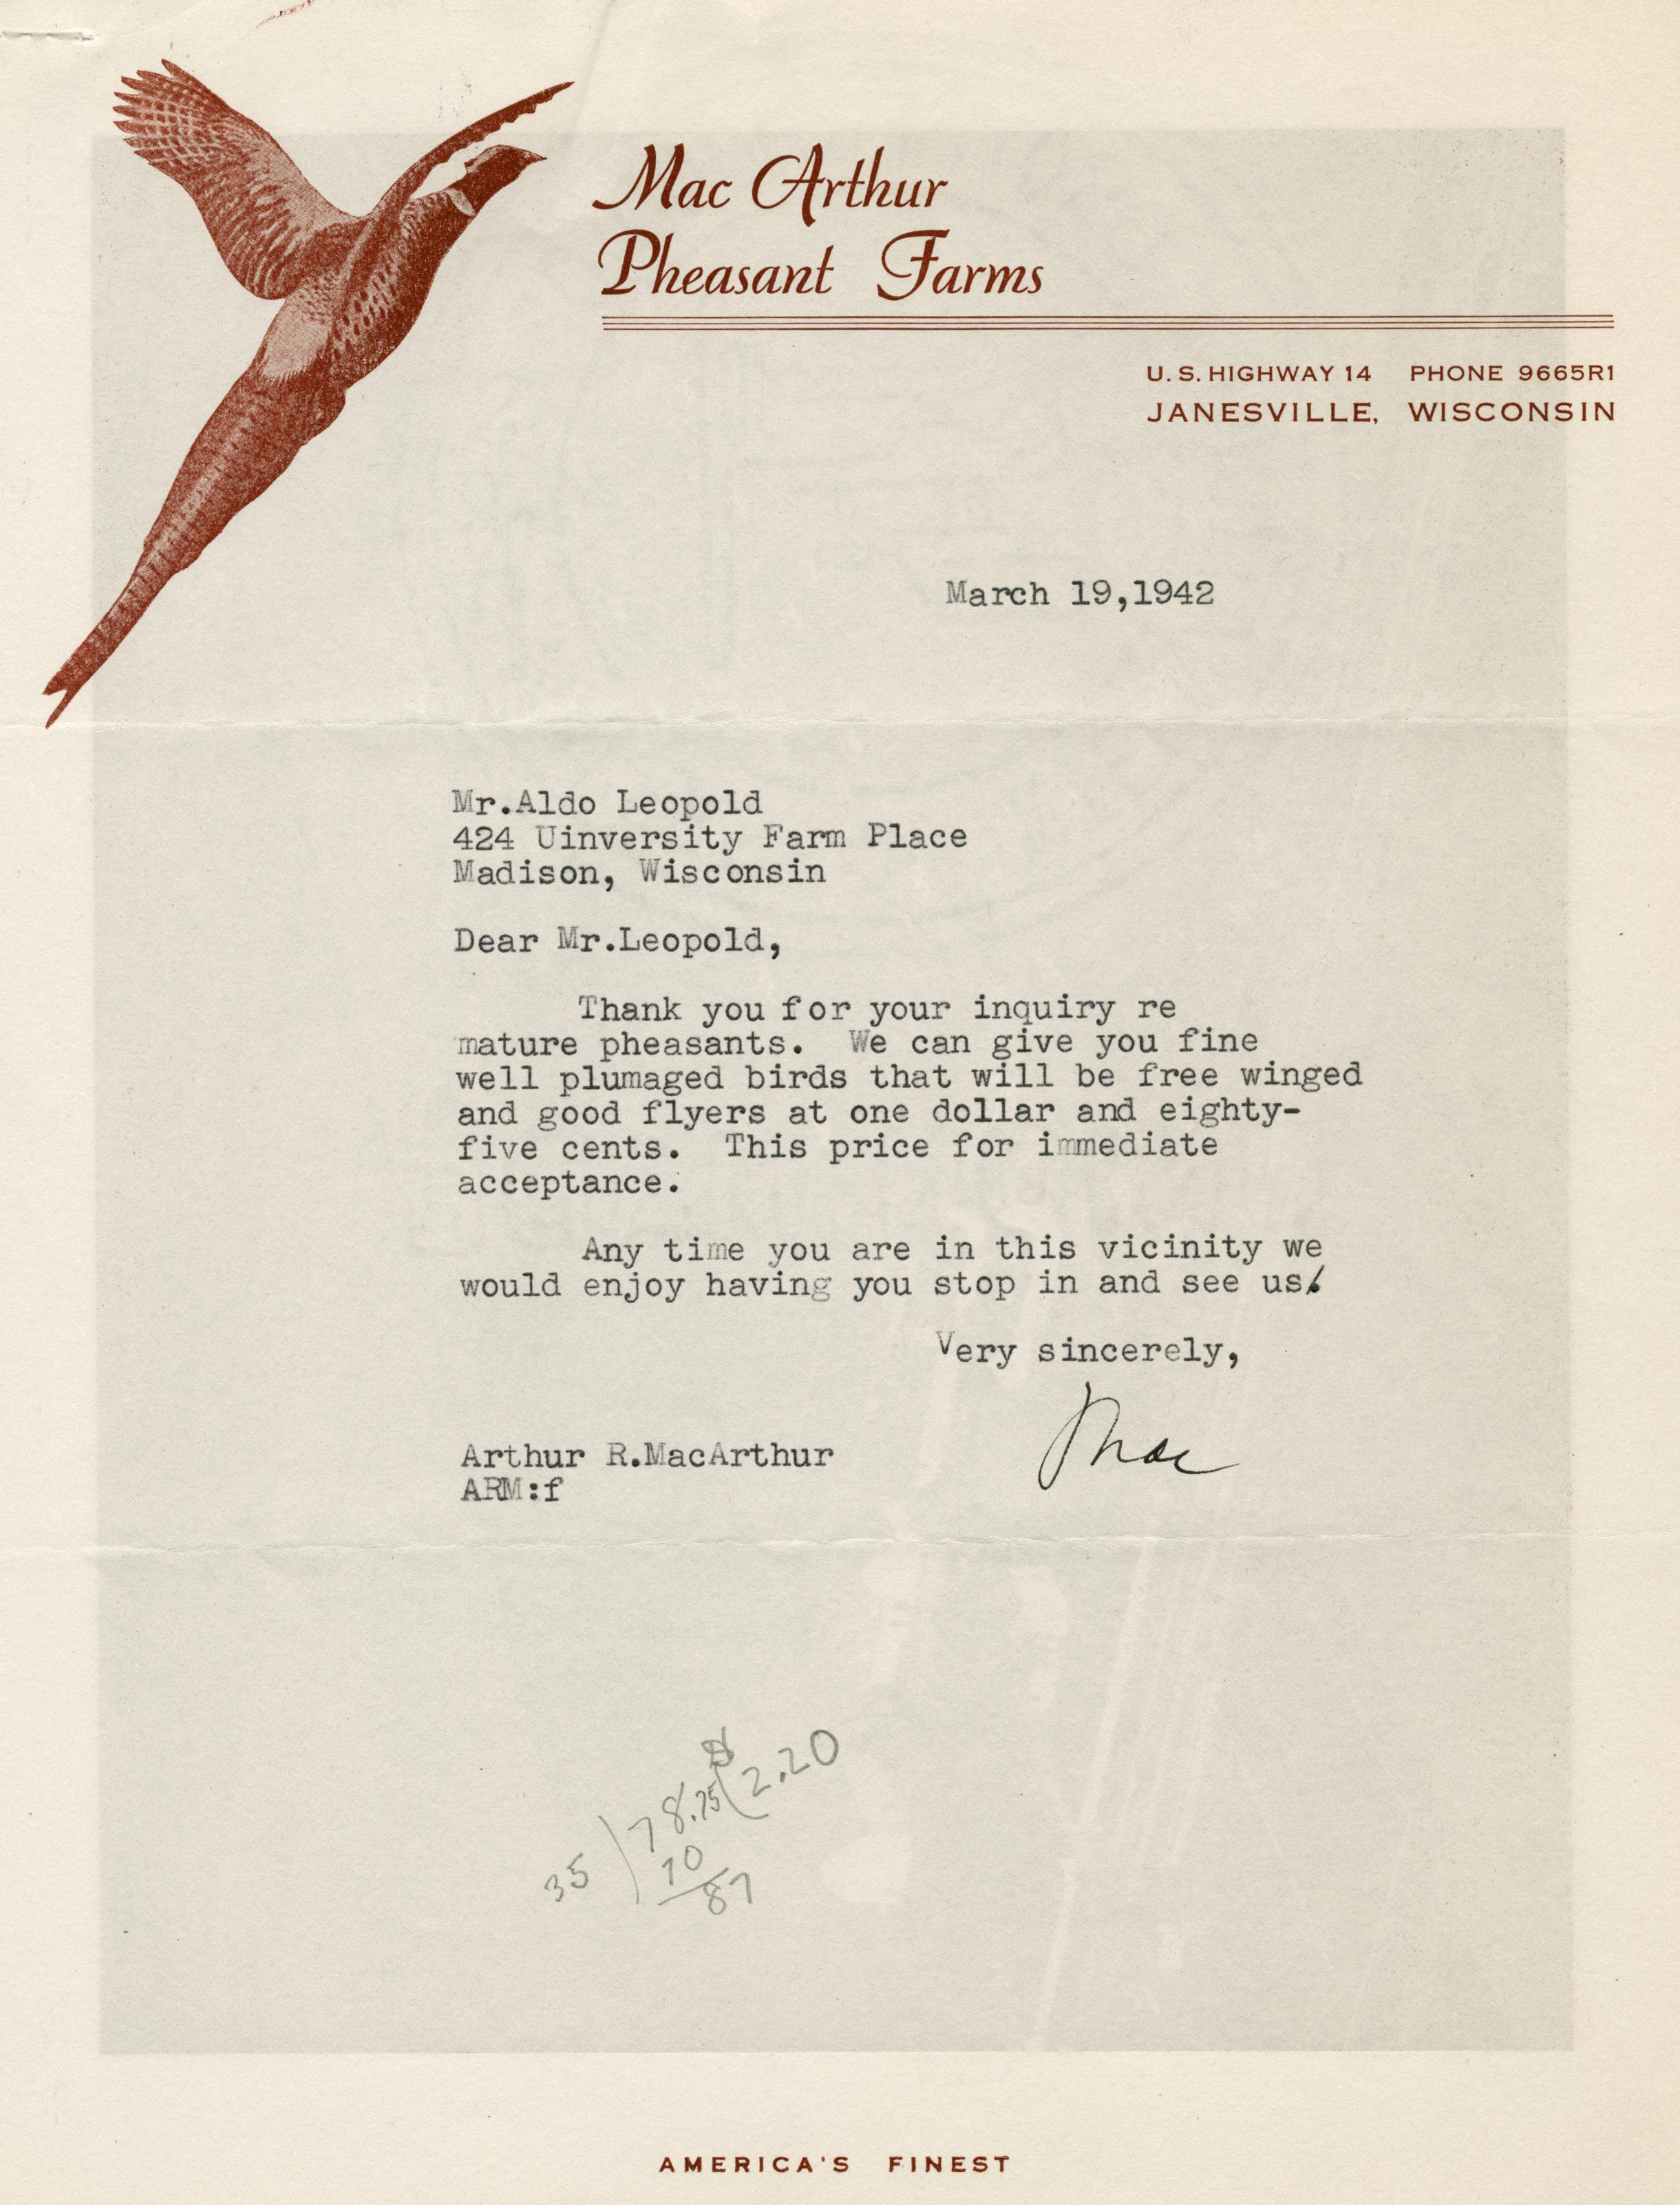 Mac Arthur
Pheasant Farms
U. S. HIGHWAY 14 PHONE 9665R1
JANESVILLE, WISCONSIN
March 19,1942
Mr.Aldo Leopold
424 Uinversity Farm Place
Madison, Wisconsin
Dear Mr.Leopold,
Thank you for your inquiry re
mature pheasants. We can give you fine
well plumaged birds that will be free winged
and good flyers at one dollar and eighty-
five cents. This price for immediate
acceptance.
Any time you are in this vicinity we
would enjoy having you stop in and see us!
Very sincerely,
Mac
Arthur R.MacArthur
ARM:f
35 ) 78.75 ( 2.20
70
87
AMERICA'S FINEST